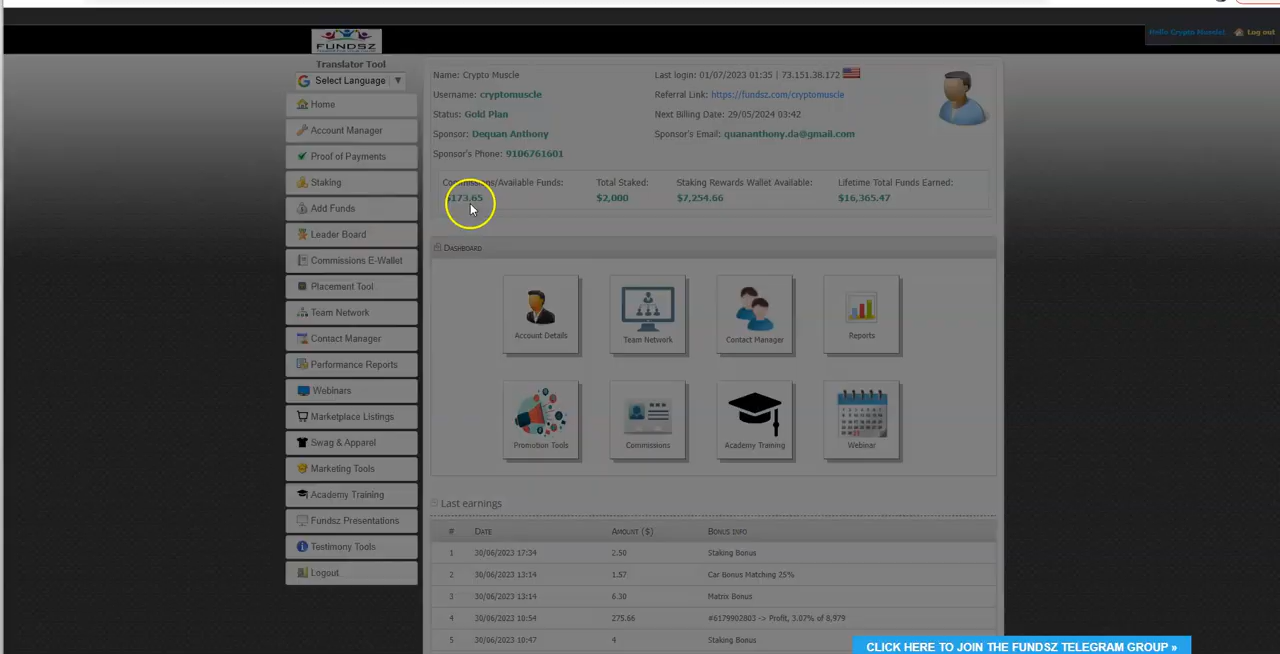 Hello Crypto Muscle! Log out
FUNDSZ
Translator Tool
Select Language ▼
Home
Account Manager
Proof of Payments
Staking
Add Funds
Leader Board
Commissions E-Wallet
Placement Tool
Team Network
Contact Manager
Performance Reports
Webinars
Marketplace Listings
Swag & Apparel
Marketing Tools
Academy Training
Fundsz Presentations
Testimony Tools
Logout
Name: Crypto Muscle
Username: cryptomuscle
Status: Gold Plan
Sponsor: Dequan Anthony
Sponsor's Phone: 9106761601
Last login: 01/07/2023 01:35 | 73.151.38.172
Referral Link: https://fundsz.com/cryptomuscle
Next Billing Date: 29/05/2024 03:42
Sponsor's Email: quananthony.da@gmail.com
Commissions/Available Funds: Total Staked: Staking Rewards Wallet Available: Lifetime Total Funds Earned:
$173.65 $2,000 $7,254.66 $16,365.47
Dashboard
Account Details Team Network Contact Manager Reports
Promotion Tools Commissions Academy Training Webinar
Last earnings
# Date Amount ($) Bonus info
1 30/06/2023 17:34 2.50 Staking Bonus
2 30/06/2023 13:14 1.57 Car Bonus Matching 25%
3 30/06/2023 13:14 6.30 Matrix Bonus
4 30/06/2023 10:54 275.66 #6179902803 -> Profit, 3.07% of 8,979
5 30/06/2023 10:47 4 Staking Bonus
CLICK HERE TO JOIN THE FUNDSZ TELEGRAM GROUP »